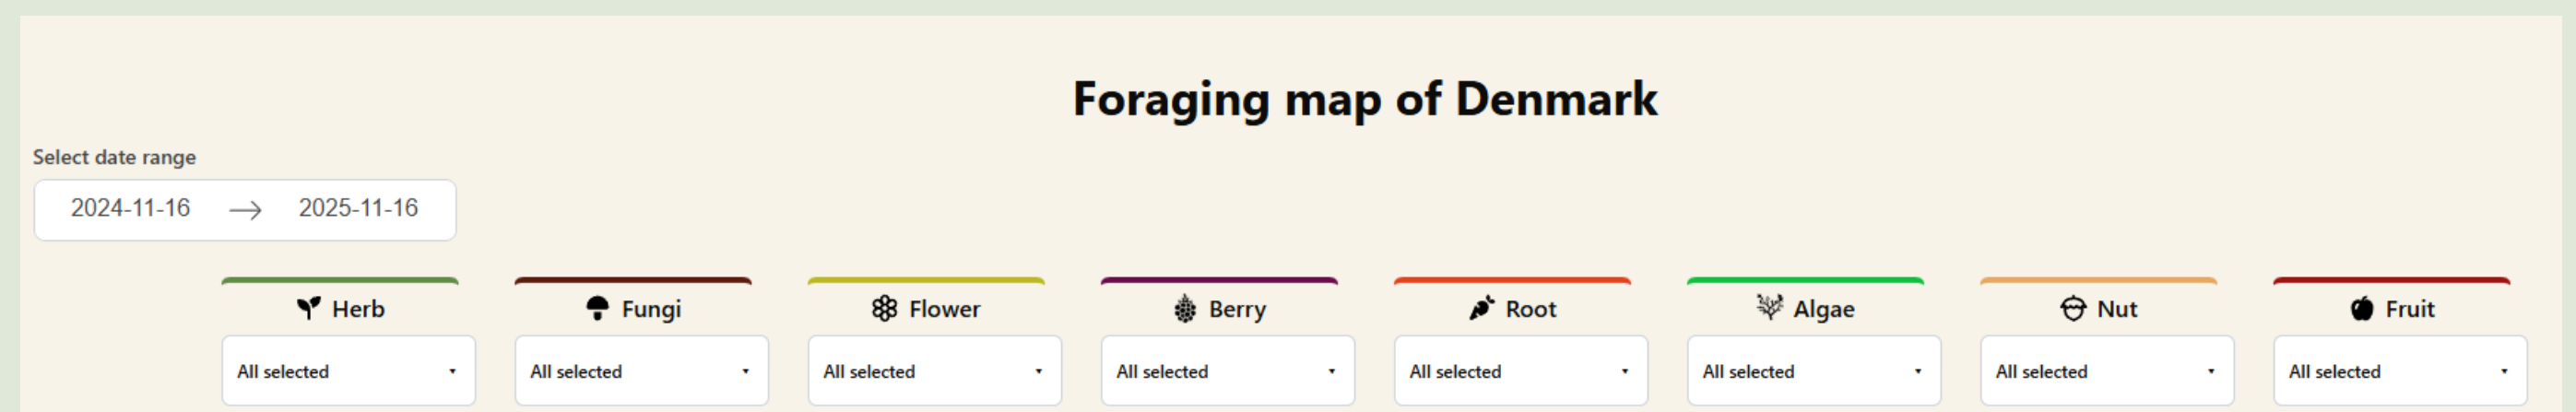 Foraging map of Denmark
Select date range
2024-11-16 → 2025-11-16
Herb Fungi Flower Berry Root Algae Nut Fruit
All selected All selected All selected All selected All selected All selected All selected All selected